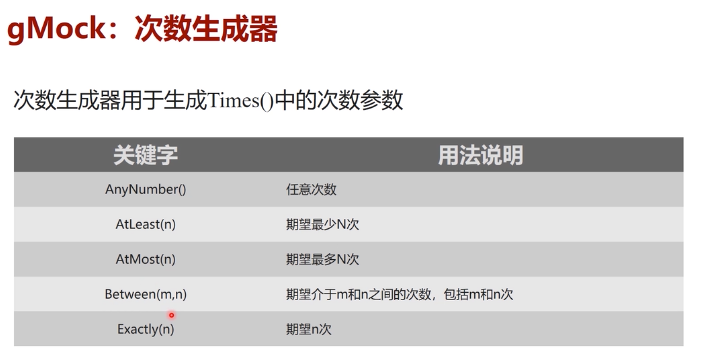 gMock：次数生成器
次数生成器用于生成Times()中的次数参数
关键字 用法说明
AnyNumber() 任意次数
AtLeast(n) 期望最少N次
AtMost(n) 期望最多N次
Between(m,n) 期望介于m和n之间的次数，包括m和n次
Exactly(n) 期望n次